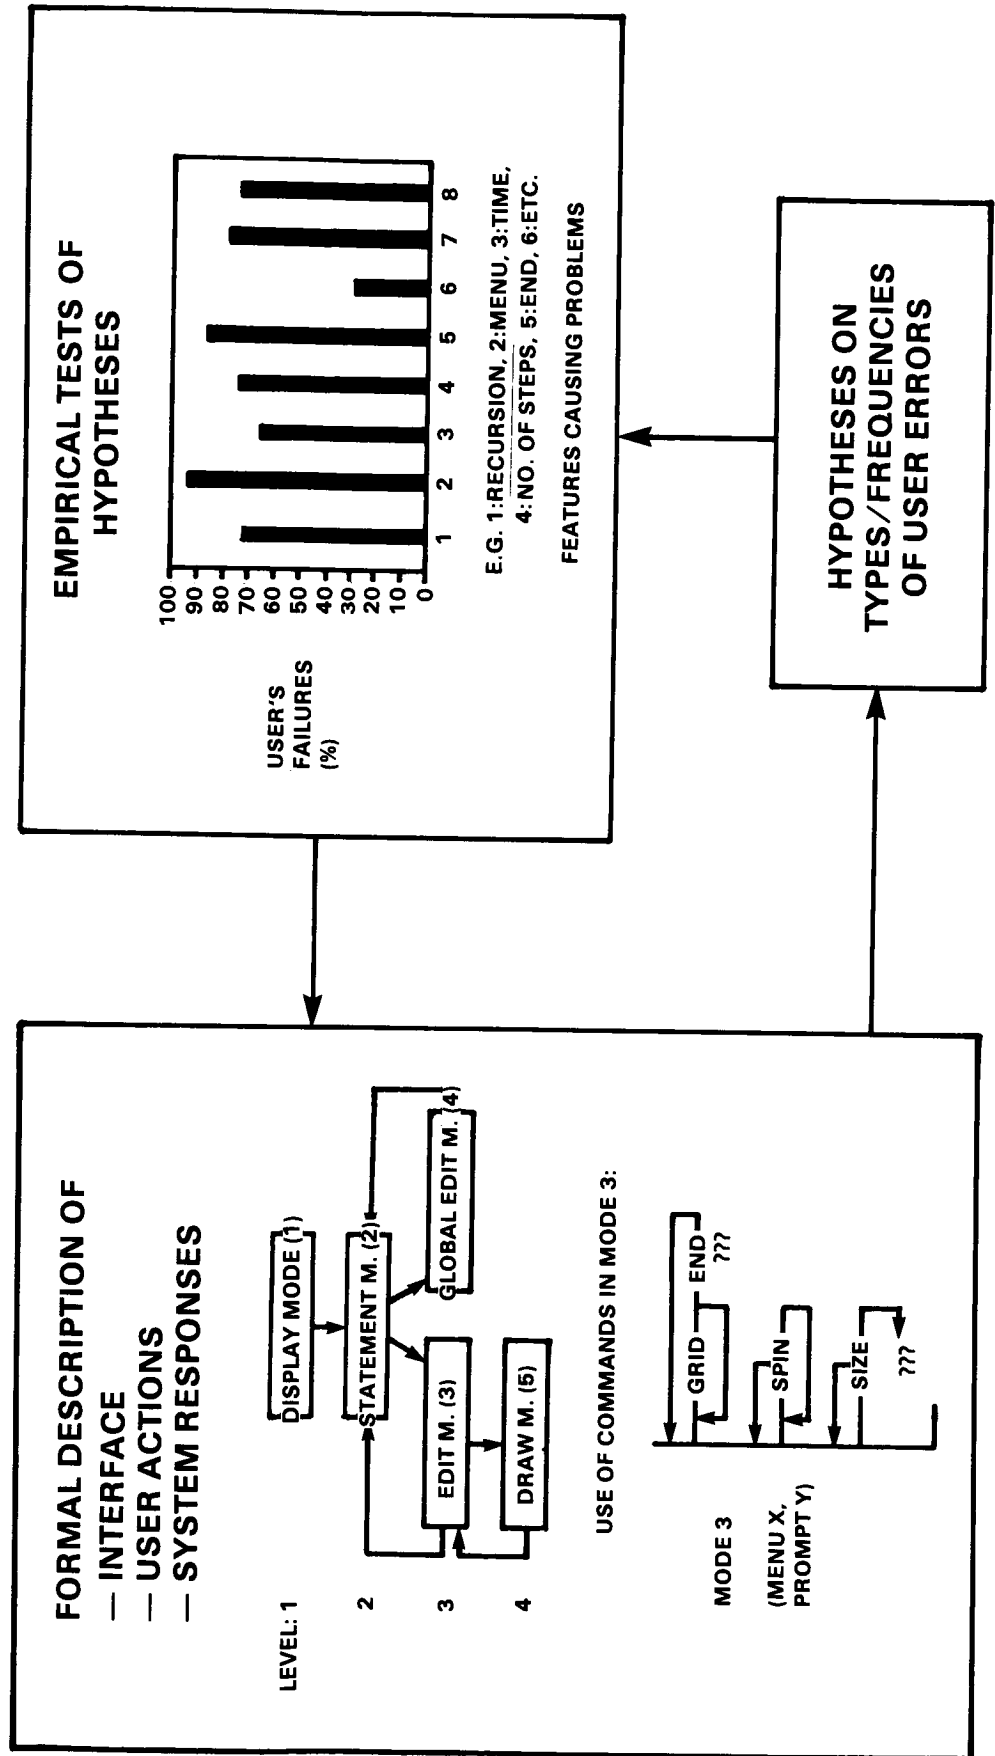 FORMAL DESCRIPTION OF
— INTERFACE
— USER ACTIONS
— SYSTEM RESPONSES
LEVEL: 1
DISPLAY MODE (1)
2
STATEMENT M. (2)
3
EDIT M. (3)
GLOBAL EDIT M. (4)
4
DRAW M. (5)
USE OF COMMANDS IN MODE 3:
MODE 3
(MENU X,
PROMPT Y)
GRID
END
???
SPIN
SIZE
???
EMPIRICAL TESTS OF
HYPOTHESES
USER'S
FAILURES
(%)
100
90
80
70
60
50
40
30
20
10
0
1 2 3 4 5 6 7 8
E.G. 1:RECURSION, 2:MENU, 3:TIME,
4:NO. OF STEPS, 5:END, 6:ETC.
FEATURES CAUSING PROBLEMS
HYPOTHESES ON
TYPES/FREQUENCIES
OF USER ERRORS